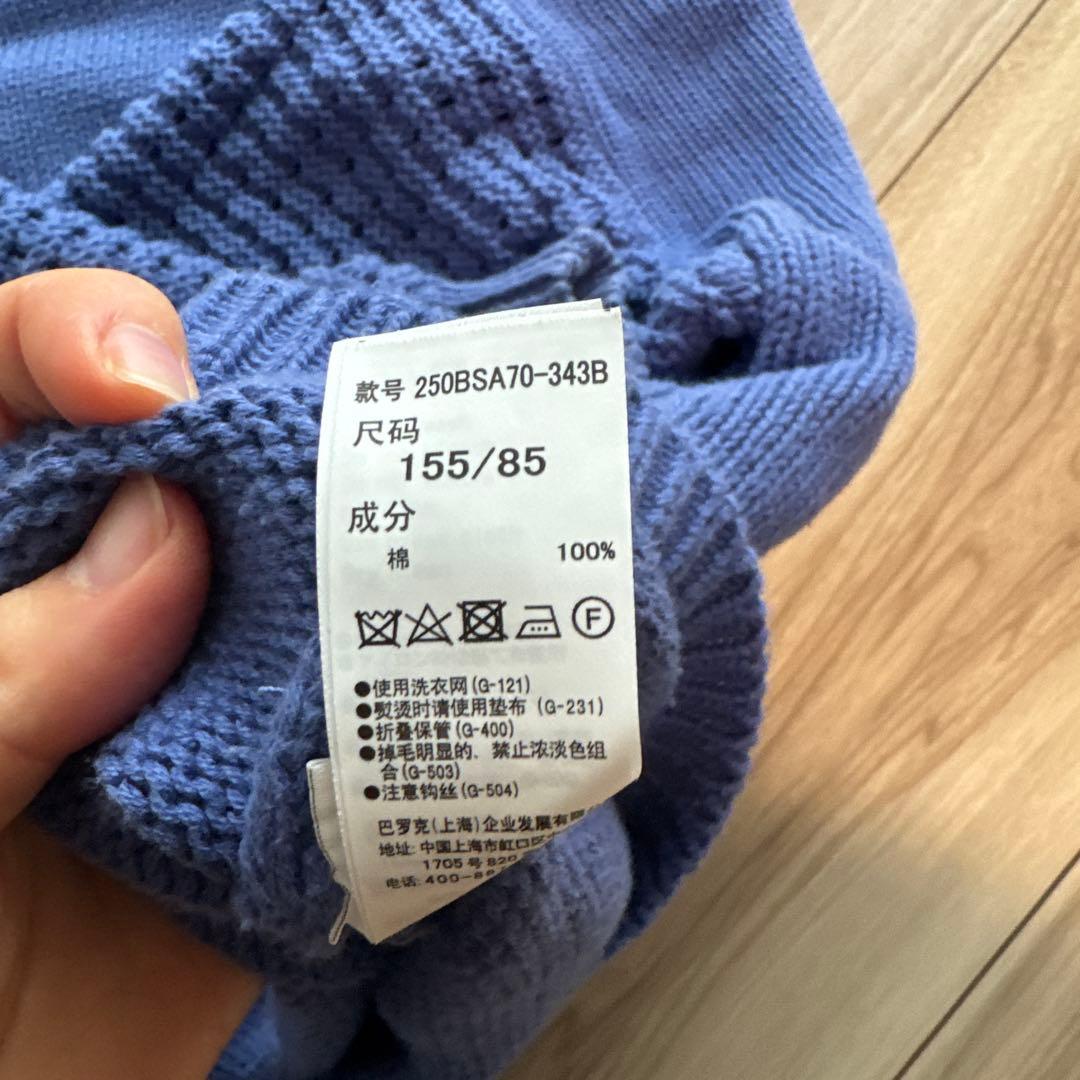 款号 250BSA70-343B
尺码
155/85
成分
棉 100%
F
●使用洗衣网(G-121)
●熨烫时请使用垫布 (G-231)
●折叠保管(G-400)
●掉毛明显的、禁止浓淡色组
合(G-503)
●注意钩丝(G-504)
巴罗克(上海)企业发展有
地址: 中国上海市虹口区
1705号820
电话:400-